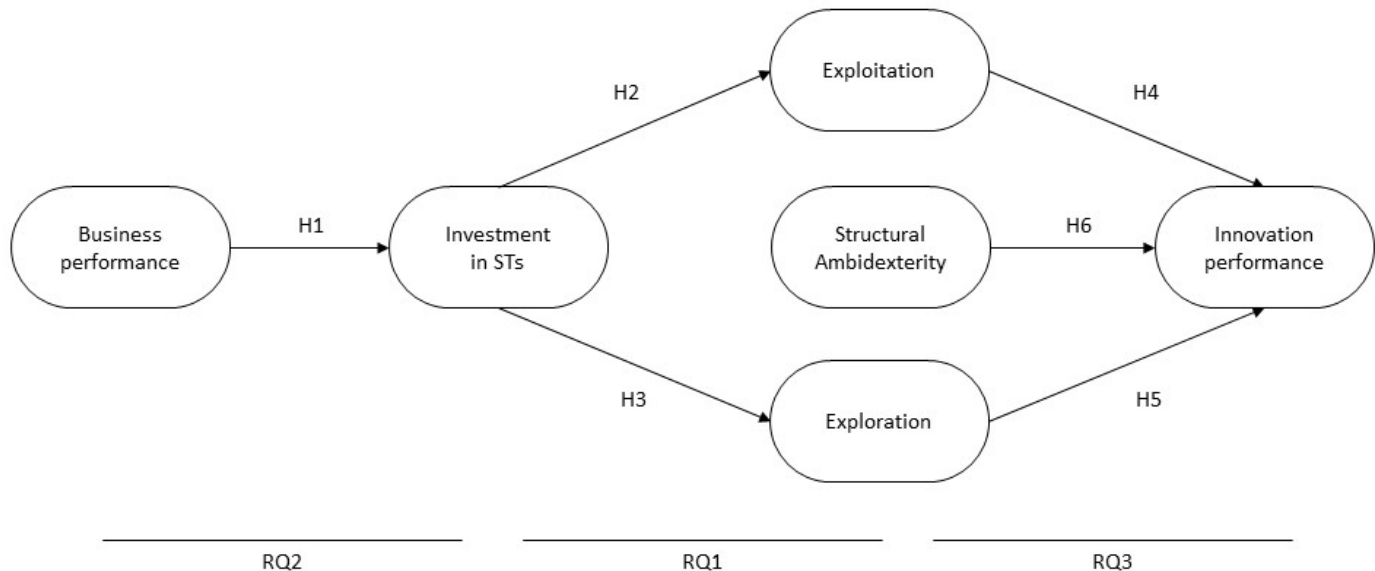 Exploitation
H2
H4
Business
performance
H1
Investment
in STs
Structural
Ambidexterity
H6
Innovation
performance
H3
H5
Exploration
RQ2
RQ1
RQ3